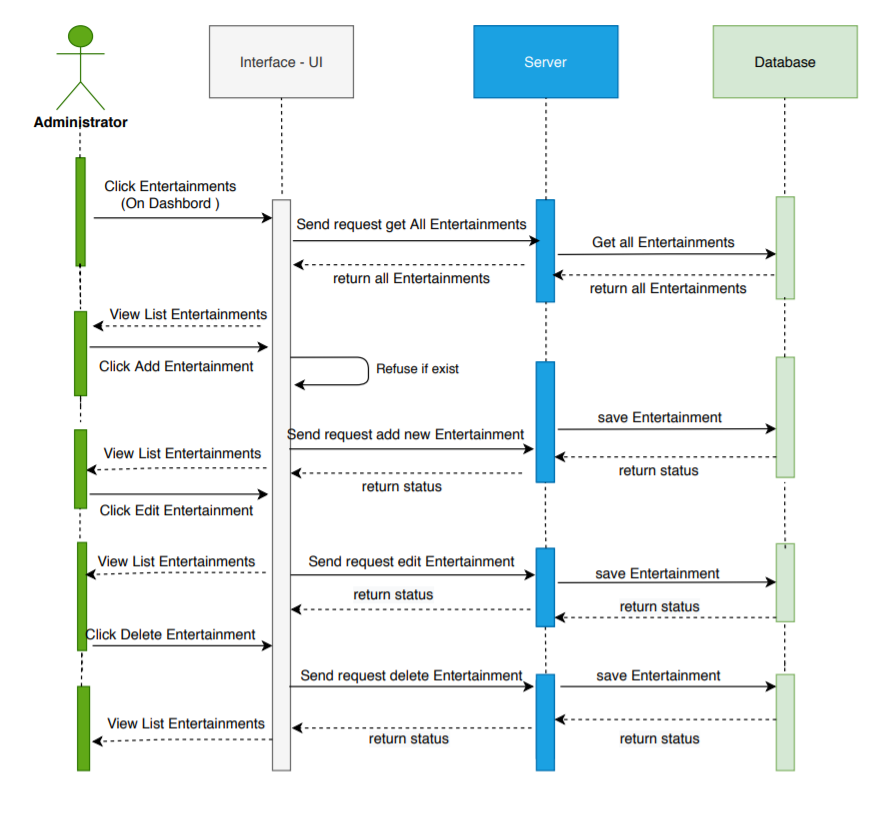 Interface - UI
Server
Database
Administrator
Click Entertainments
(On Dashbord )
Send request get All Entertainments
Get all Entertainments
return all Entertainments
return all Entertainments
View List Entertainments
Click Add Entertainment
Refuse if exist
save Entertainment
Send request add new Entertainment
View List Entertainments
return status
return status
Click Edit Entertainment
View List Entertainments
Send request edit Entertainment
save Entertainment
return status
return status
Click Delete Entertainment
Send request delete Entertainment
save Entertainment
View List Entertainments
return status
return status